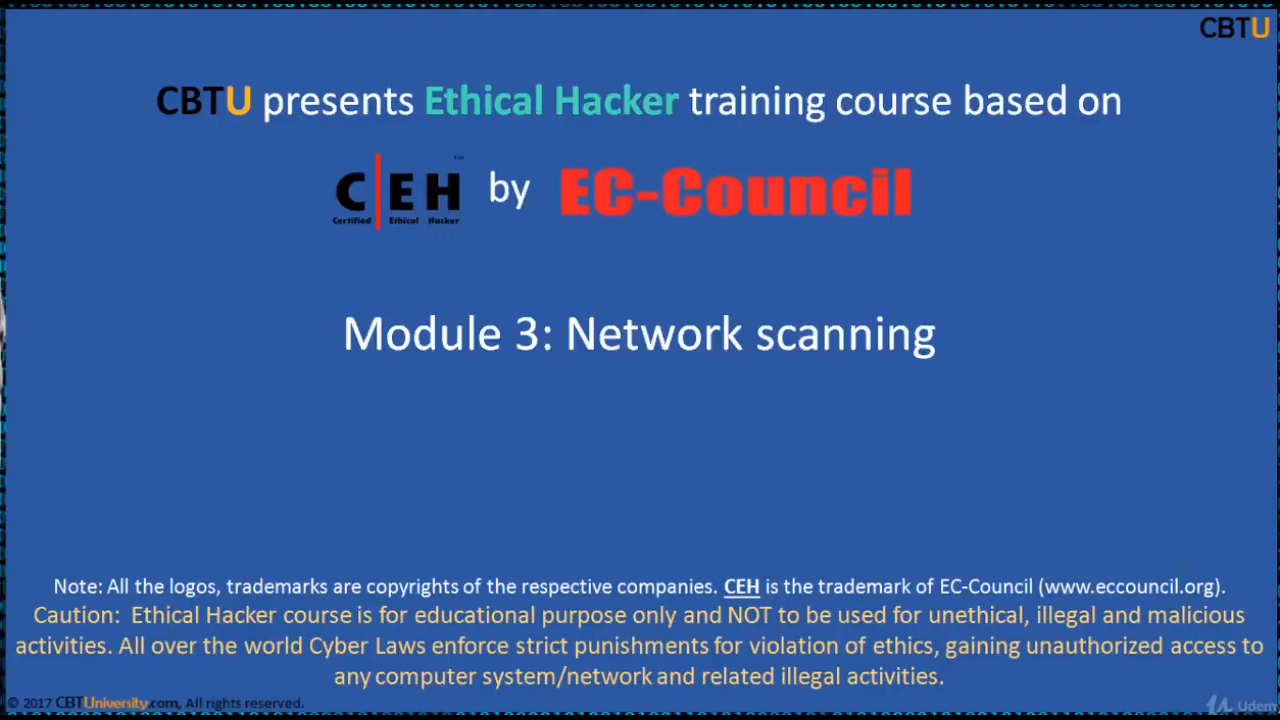 CBTU
CBTU presents Ethical Hacker training course based on
C|EH™ by EC-Council
Certified Ethical Hacker
Module 3: Network scanning
Note: All the logos, trademarks are copyrights of the respective companies. CEH is the trademark of EC-Council (www.eccouncil.org).
Caution: Ethical Hacker course is for educational purpose only and NOT to be used for unethical, illegal and malicious
activities. All over the world Cyber Laws enforce strict punishments for violation of ethics, gaining unauthorized access to
any computer system/network and related illegal activities.
© 2017 CBTUniversity.com, All rights reserved.
Udem